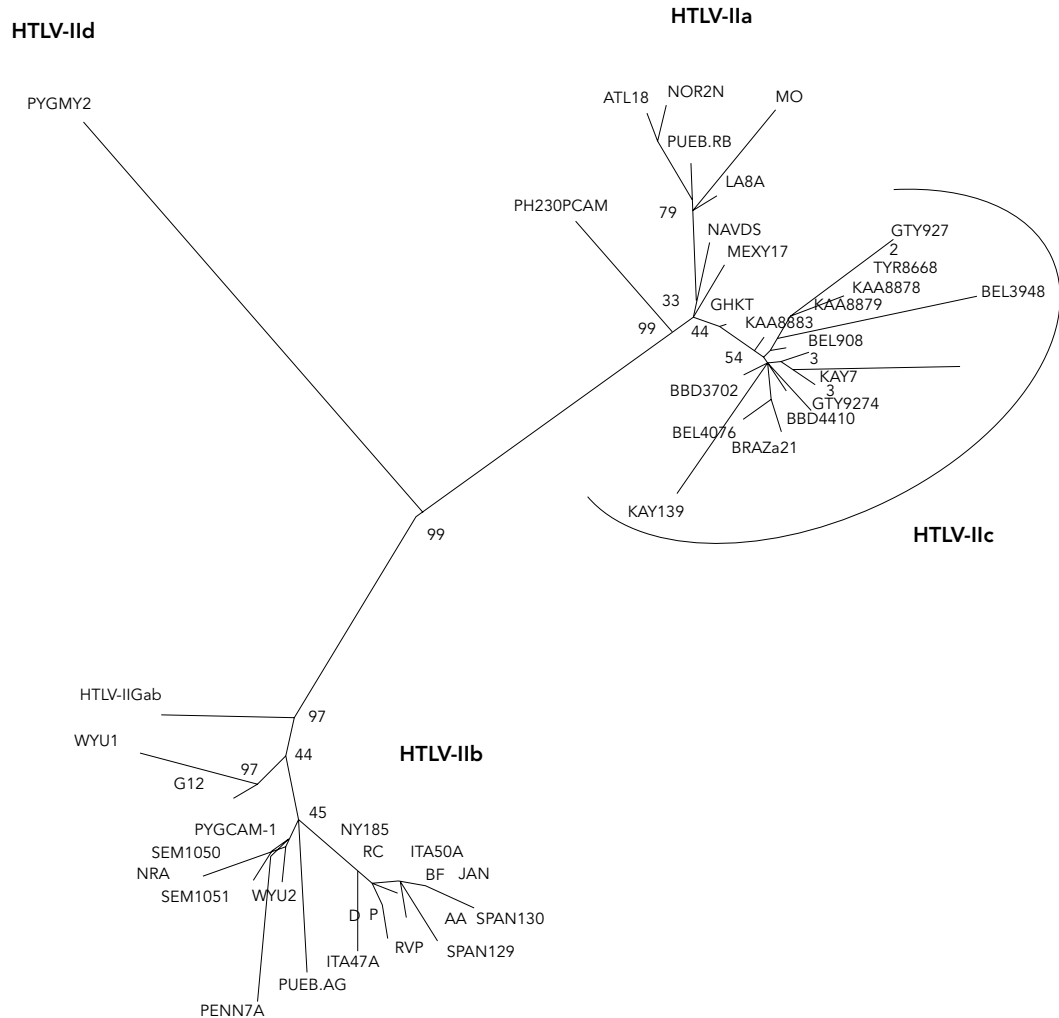 HTLV-IIa
HTLV-IId
NOR2N
ATL18
MO
PYGMY2
PUEB.RB
LA8A
PH230PCAM
79
NAVDS
GTY927
2
MEXY17
TYR8668
KAA8878
BEL3948
33
GHKT
KAA8879
KAA8883
99
44
BEL908
54
3
KAY7
BBD3702
3
GTY9274
BBD4410
BEL4076
BRAZa21
KAY139
99
HTLV-IIc
HTLV-IIGab
97
WYU1
44
HTLV-IIb
97
G12
45
PYGCAM-1
NY185
SEM1050
RC
ITA50A
NRA
BF
JAN
SEM1051
WYU2
D
P
AA
SPAN130
RVP
SPAN129
ITA47A
PUEB.AG
PENN7A